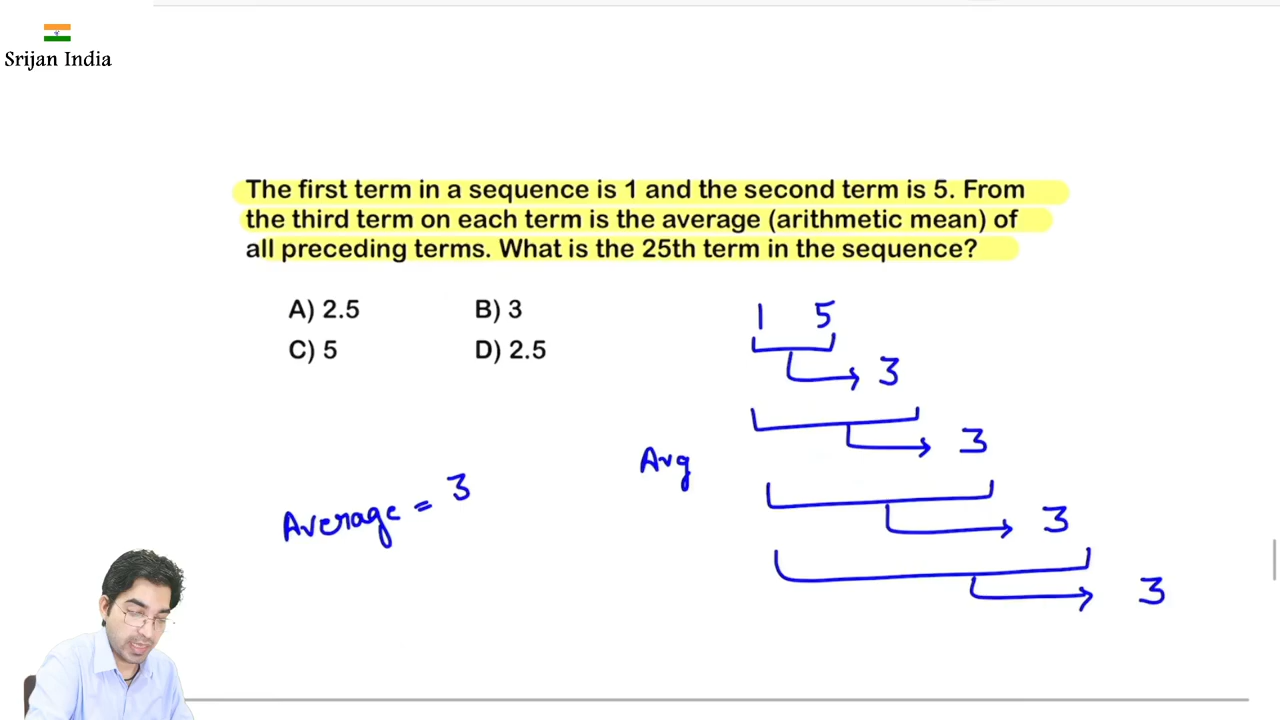 Srijan India
The first term in a sequence is 1 and the second term is 5. From
the third term on each term is the average (arithmetic mean) of
all preceding terms. What is the 25th term in the sequence?
A) 2.5 B) 3
C) 5 D) 2.5
1 5
3
3
Avg
Average = 3
3
3